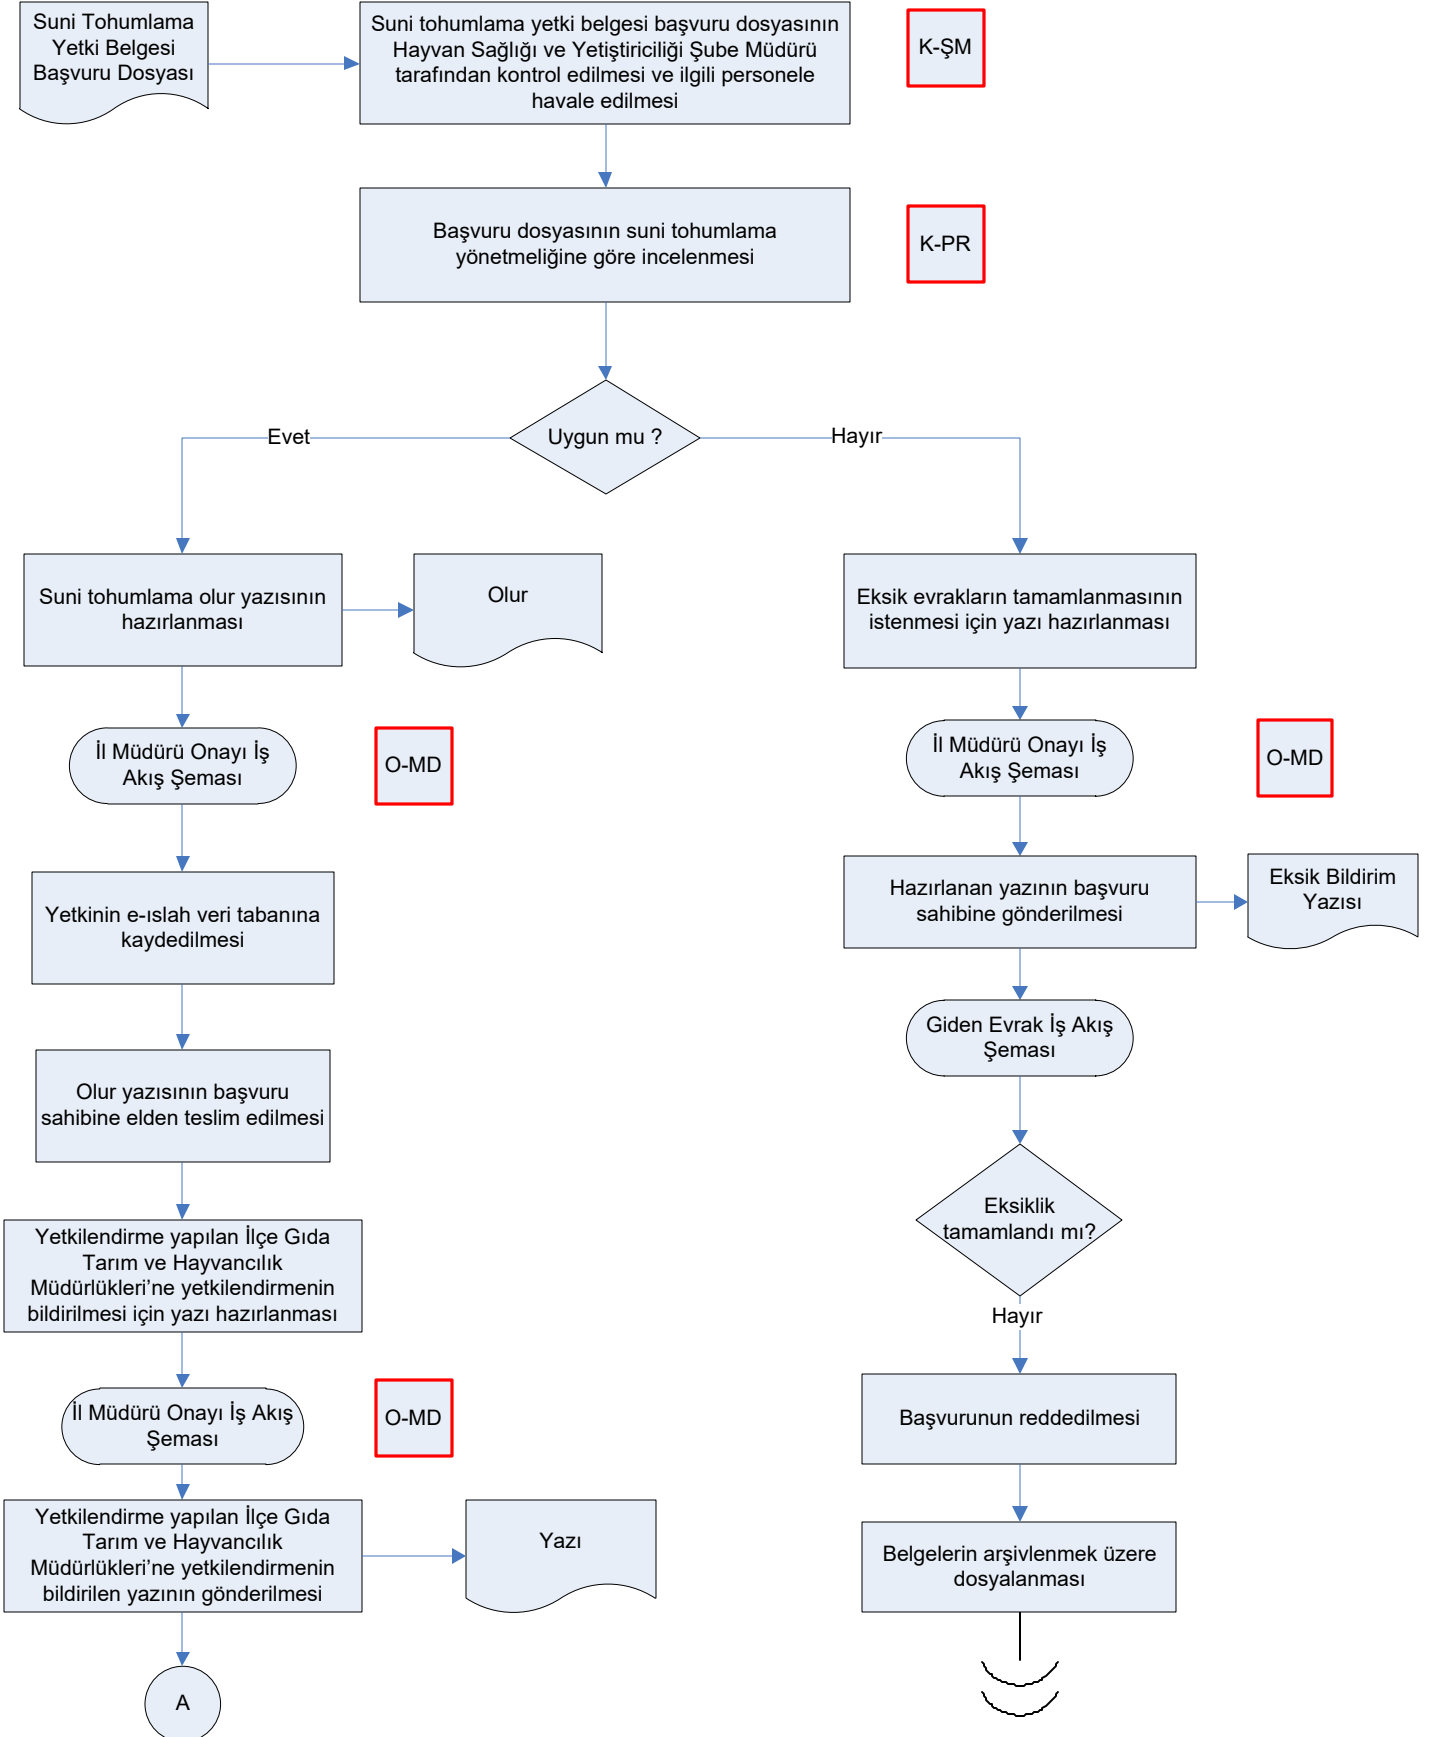 Suni Tohumlama
Yetki Belgesi
Başvuru Dosyası
Suni tohumlama yetki belgesi başvuru dosyasının
Hayvan Sağlığı ve Yetiştiriciliği Şube Müdürü
tarafından kontrol edilmesi ve ilgili personele
havale edilmesi
K-ŞM
Başvuru dosyasının suni tohumlama
yönetmeliğine göre incelenmesi
K-PR
Uygun mu ?
Evet
Hayır
Suni tohumlama olur yazısının
hazırlanması
Olur
Eksik evrakların tamamlanmasının
istenmesi için yazı hazırlanması
İl Müdürü Onayı İş
Akış Şeması
O-MD
İl Müdürü Onayı İş
Akış Şeması
O-MD
Yetkinin e-ıslah veri tabanına
kaydedilmesi
Hazırlanan yazının başvuru
sahibine gönderilmesi
Eksik Bildirim
Yazısı
Olur yazısının başvuru
sahibine elden teslim edilmesi
Giden Evrak İş Akış
Şeması
Yetkilendirme yapılan İlçe Gıda
Tarım ve Hayvancılık
Müdürlükleri’ne yetkilendirmenin
bildirilmesi için yazı hazırlanması
Eksiklik
tamamlandı mı?
Hayır
İl Müdürü Onayı İş Akış
Şeması
O-MD
Başvurunun reddedilmesi
Yetkilendirme yapılan İlçe Gıda
Tarım ve Hayvancılık
Müdürlükleri’ne yetkilendirmenin
bildirilen yazının gönderilmesi
Yazı
Belgelerin arşivlenmek üzere
dosyalanması
A